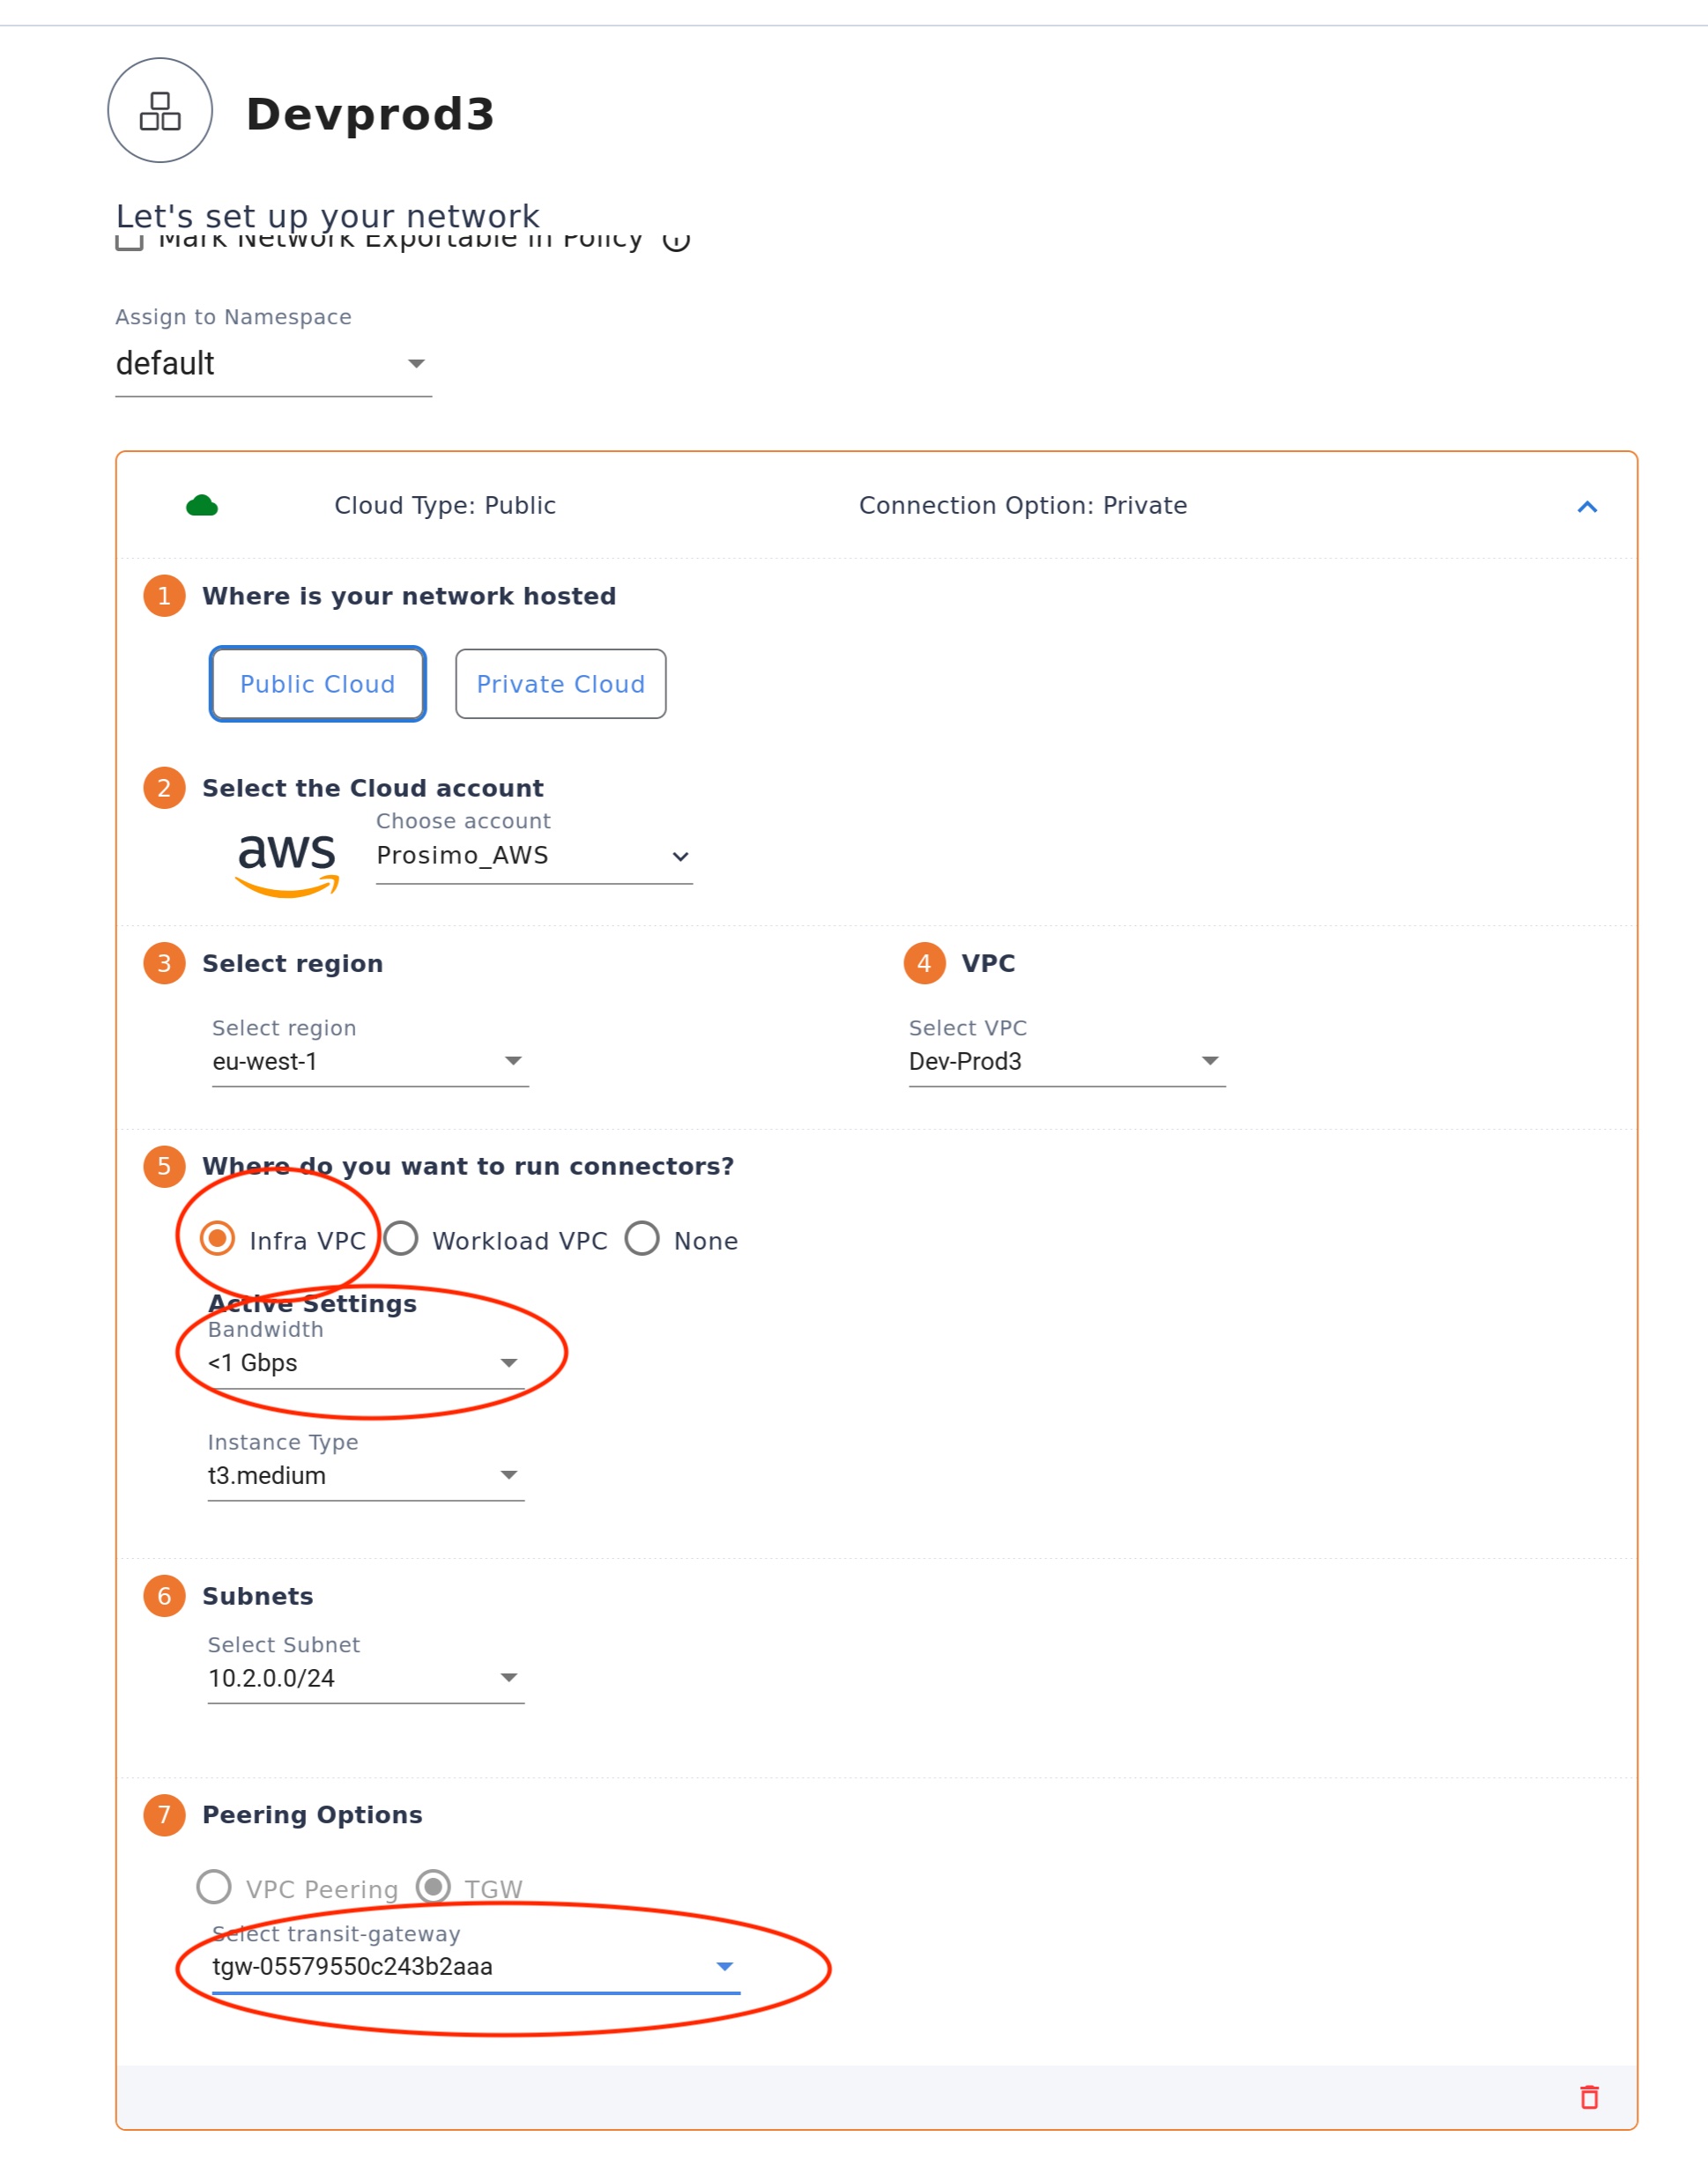 Devprod3
Let's set up your network
Mark Network Exportable in Policy
Assign to Namespace
default
Cloud Type: Public Connection Option: Private
1 Where is your network hosted
Public Cloud Private Cloud
2 Select the Cloud account
aws
Choose account
Prosimo_AWS
3 Select region
Select region
eu-west-1
4 VPC
Select VPC
Dev-Prod3
5 Where do you want to run connectors?
Infra VPC Workload VPC None
Active Settings
Bandwidth
<1 Gbps
Instance Type
t3.medium
6 Subnets
Select Subnet
10.2.0.0/24
7 Peering Options
VPC Peering TGW
Select transit-gateway
tgw-05579550c243b2aaa